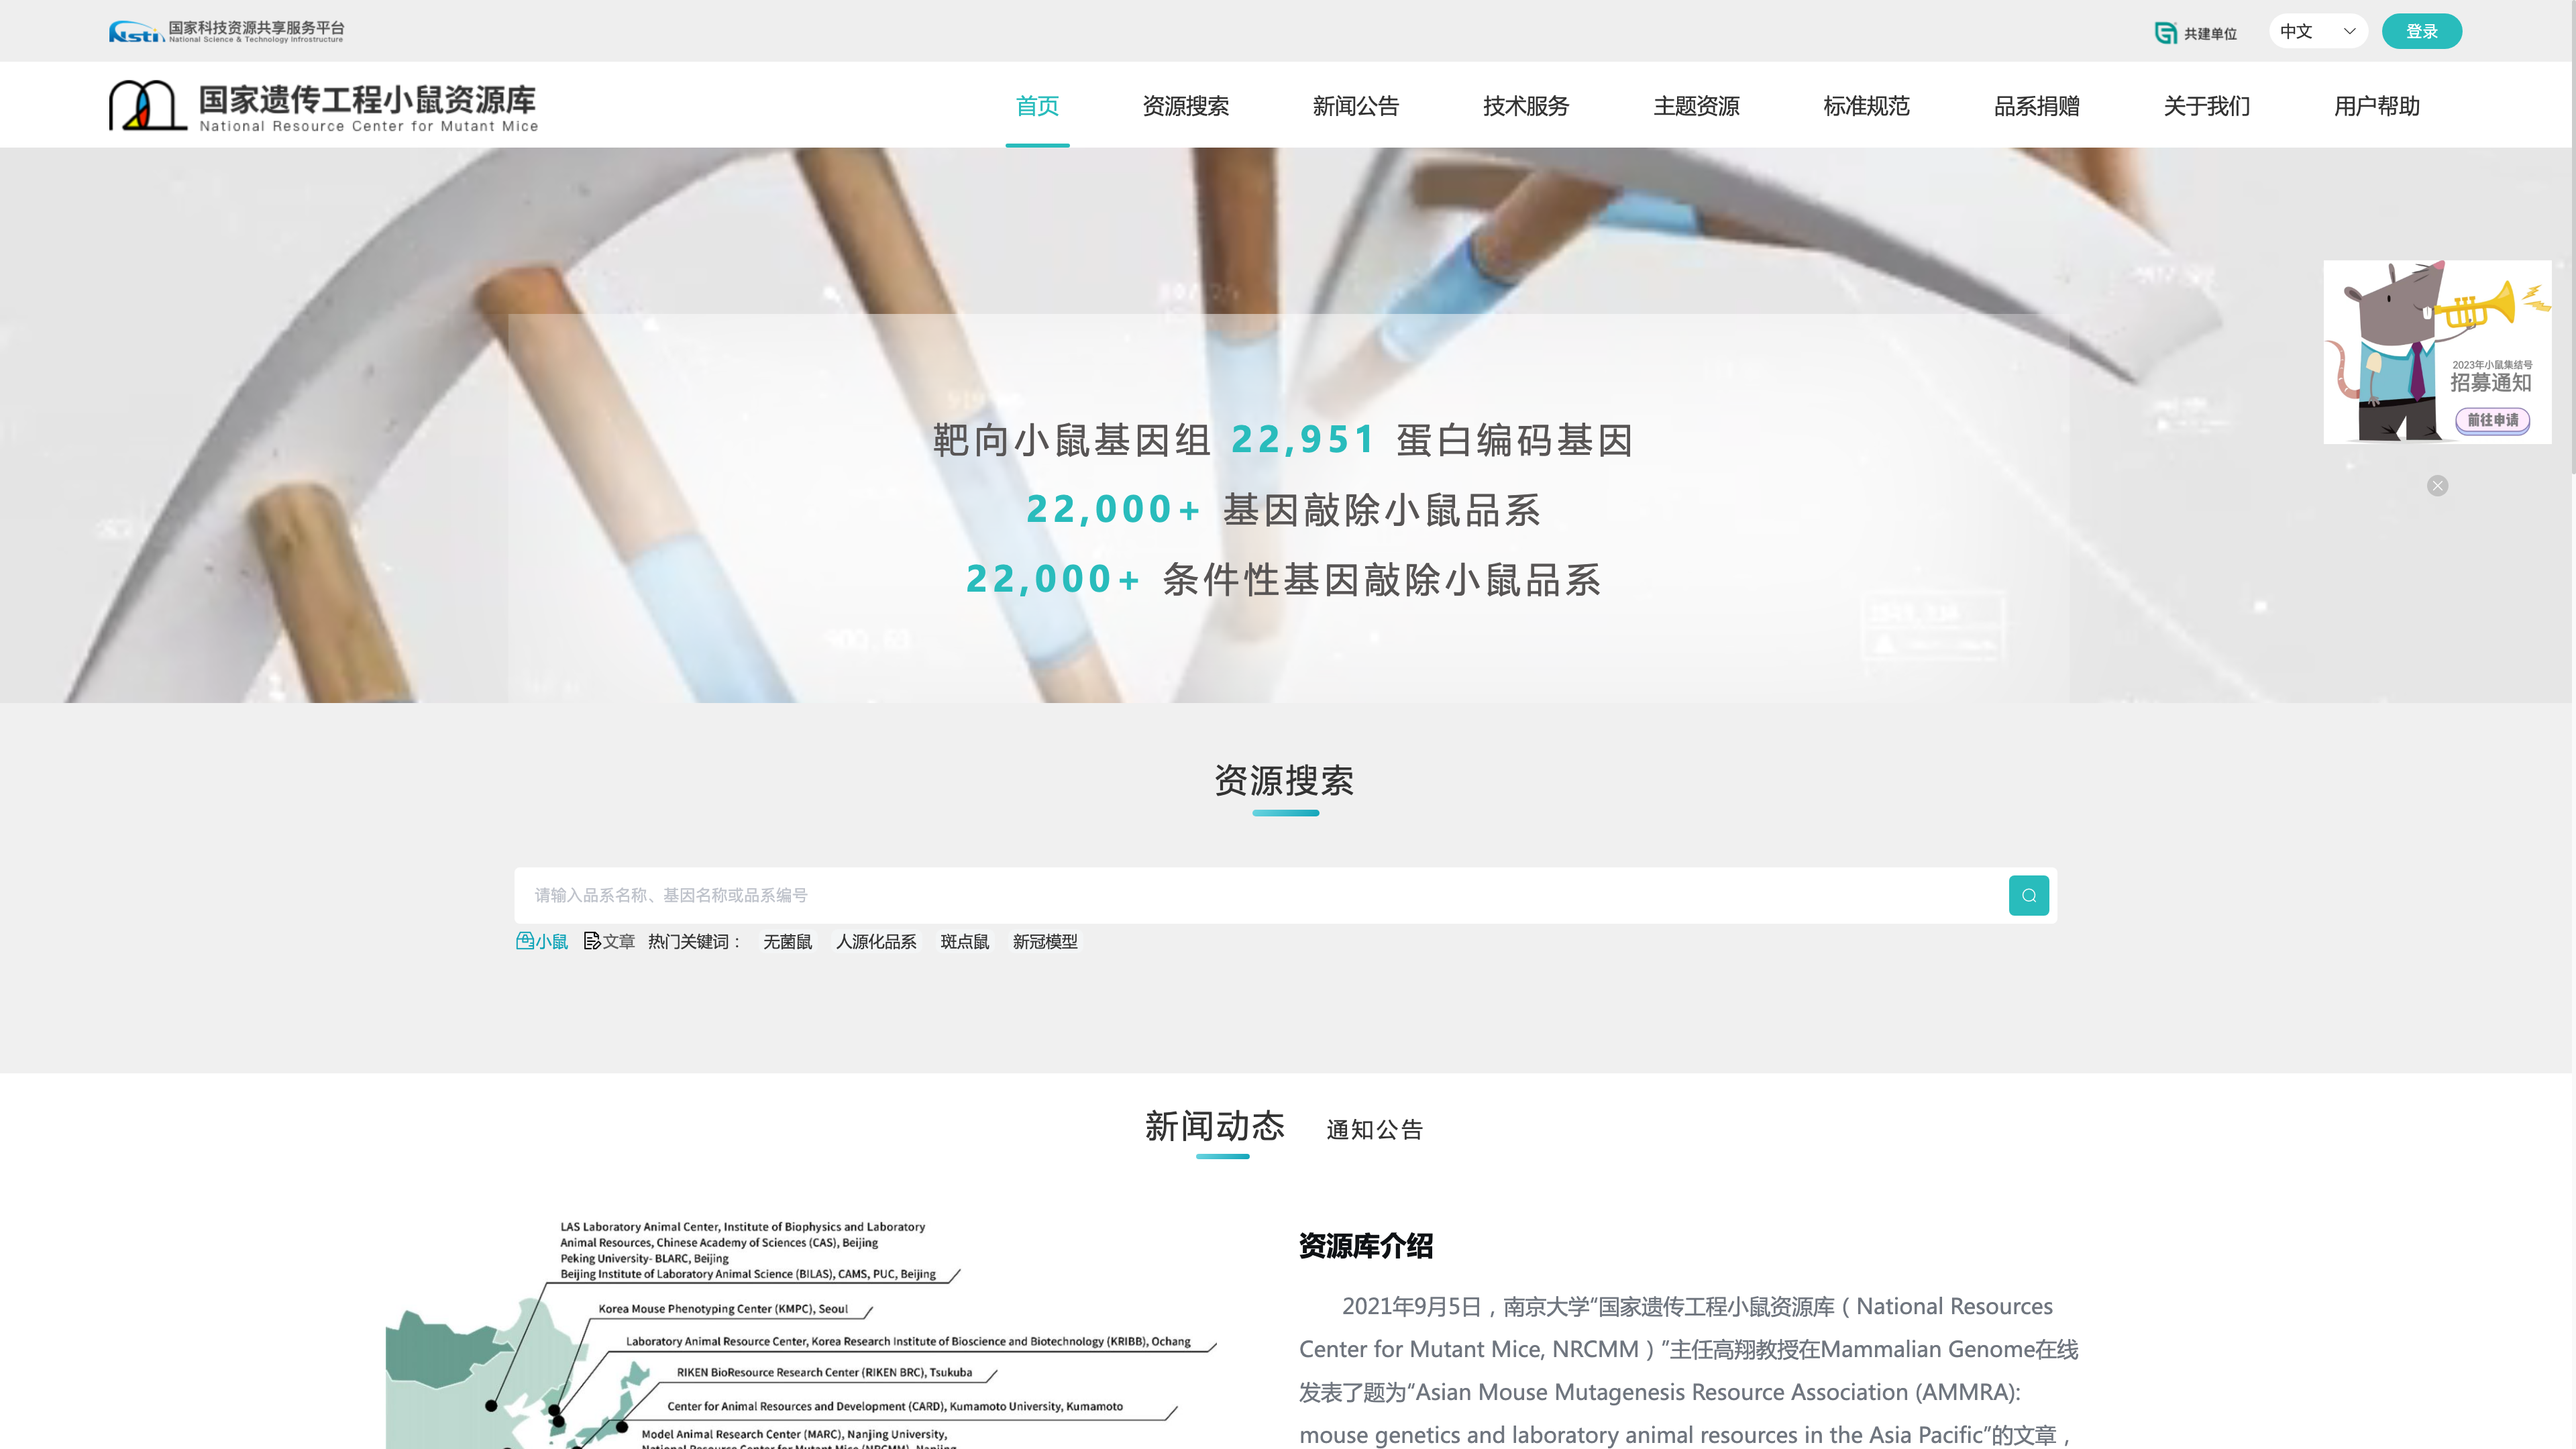 Nsti 国家科技资源共享服务平台
National Science & Technology Infrastructure
共建单位
中文
登录
国家遗传工程小鼠资源库
National Resource Center for Mutant Mice
首页
资源搜索
新闻公告
技术服务
主题资源
标准规范
品系捐赠
关于我们
用户帮助
2023年小鼠集结号
招募通知
前往申请
靶向小鼠基因组 22,951 蛋白编码基因
22,000+ 基因敲除小鼠品系
22,000+ 条件性基因敲除小鼠品系
资源搜索
请输入品系名称、基因名称或品系编号
小鼠 文章 热门关键词： 无菌鼠 人源化品系 斑点鼠 新冠模型
新闻动态 通知公告
LAS Laboratory Animal Center, Institute of Biophysics and Laboratory
Animal Resources, Chinese Academy of Sciences (CAS), Beijing
Peking University- BLARC, Beijing
Beijing Institute of Laboratory Animal Science (BILAS), CAMS, PUC, Beijing
Korea Mouse Phenotyping Center (KMPC), Seoul
Laboratory Animal Resource Center, Korea Research Institute of Bioscience and Biotechnology (KRIBB), Ochang
RIKEN BioResource Research Center (RIKEN BRC), Tsukuba
Center for Animal Resources and Development (CARD), Kumamoto University, Kumamoto
Model Animal Research Center (MARC), Nanjing University,
National Resource Center for Mutant Mice (NRCMM), Nanjing
资源库介绍
2021年9月5日，南京大学“国家遗传工程小鼠资源库（National Resources
Center for Mutant Mice, NRCMM）”主任高翔教授在Mammalian Genome在线
发表了题为“Asian Mouse Mutagenesis Resource Association (AMMRA):
mouse genetics and laboratory animal resources in the Asia Pacific”的文章，